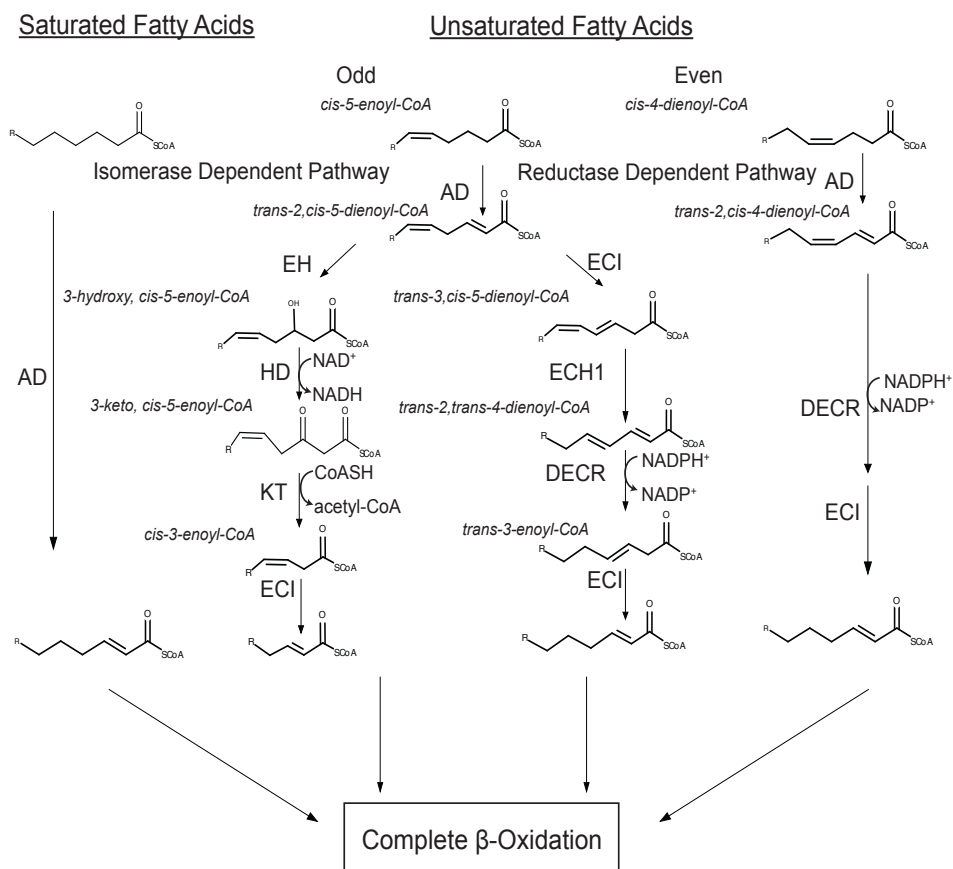 Saturated Fatty Acids
Unsaturated Fatty Acids
Odd
Even
cis-5-enoyl-CoA
cis-4-dienoyl-CoA
O
R
SCoA
O
R
SCoA
O
R
SCoA
Isomerase Dependent Pathway
AD
Reductase Dependent Pathway
AD
trans-2,cis-5-dienoyl-CoA
trans-2,cis-4-dienoyl-CoA
O
R
SCoA
O
R
SCoA
EH
ECI
3-hydroxy, cis-5-enoyl-CoA
trans-3,cis-5-dienoyl-CoA
OH
O
R
SCoA
O
R
SCoA
AD
HD
NAD+
NADH
ECH1
DECR
NADPH+
NADP+
3-keto, cis-5-enoyl-CoA
trans-2,trans-4-dienoyl-CoA
O
O
R
SCoA
O
R
SCoA
KT
CoASH
acetyl-CoA
DECR
NADPH+
NADP+
ECI
cis-3-enoyl-CoA
trans-3-enoyl-CoA
O
R
SCoA
O
R
SCoA
ECI
ECI
O
R
SCoA
O
R
SCoA
O
R
SCoA
O
R
SCoA
Complete β-Oxidation